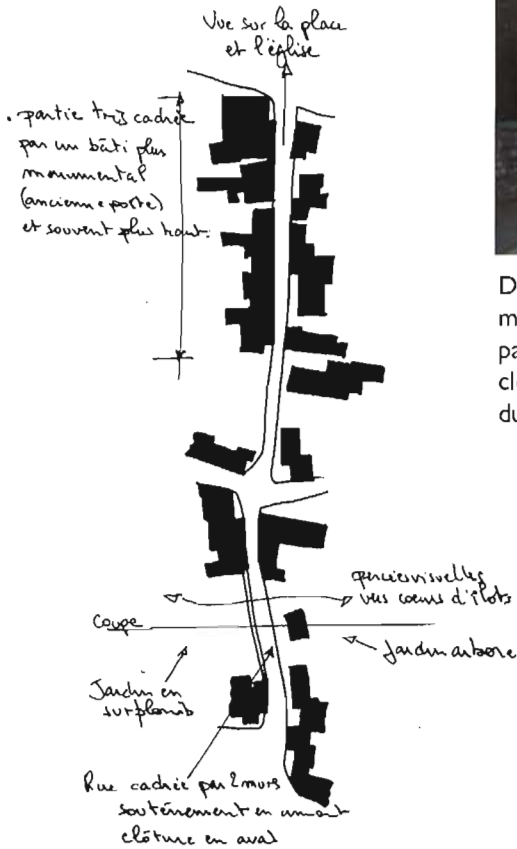 Vue sur la place
et l'église
. partie très cadrée
par un bâti plus
monumental
(ancienne porte)
et souvent plus haut.
D
m
pa
cl
du
percées visuelles
vers coeurs d'îlots
Coupe
Jardin arboré
Jardin en
surplomb
Rue cadrée par 2 murs
soutènement en amont
clôture en aval